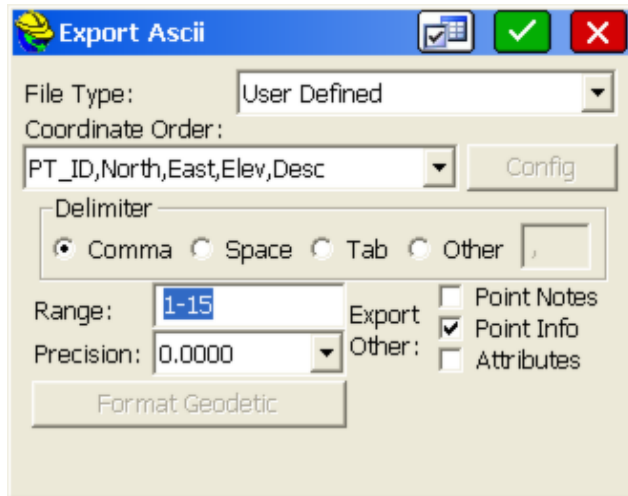 Export Ascii
File Type: User Defined
Coordinate Order:
PT_ID,North,East,Elev,Desc Config
Delimiter
Comma Space Tab Other ,
Range: 1-15
Precision: 0.0000
Export Other:
Point Notes
Point Info
Attributes
Format Geodetic